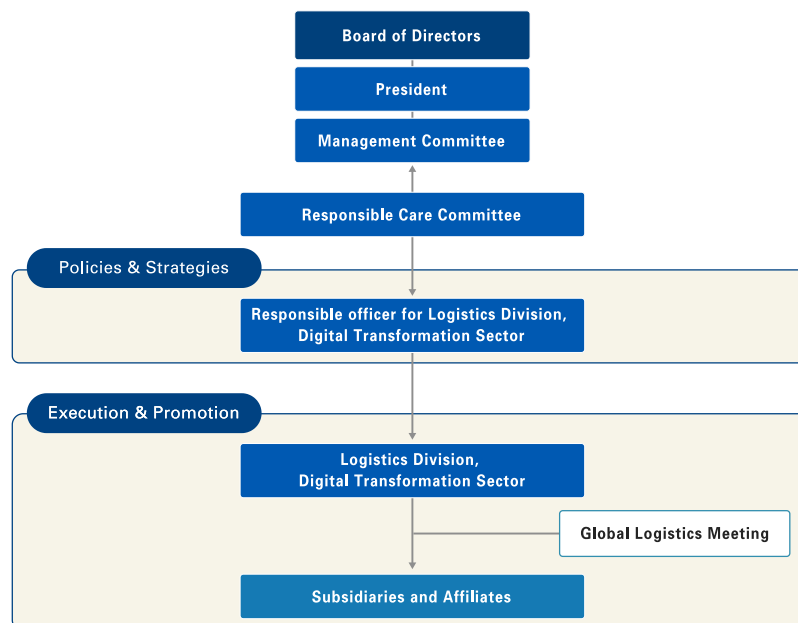 Board of Directors
President
Management Committee
Responsible Care Committee
Policies & Strategies
Responsible officer for Logistics Division,
Digital Transformation Sector
Execution & Promotion
Logistics Division,
Digital Transformation Sector
Global Logistics Meeting
Subsidiaries and Affiliates